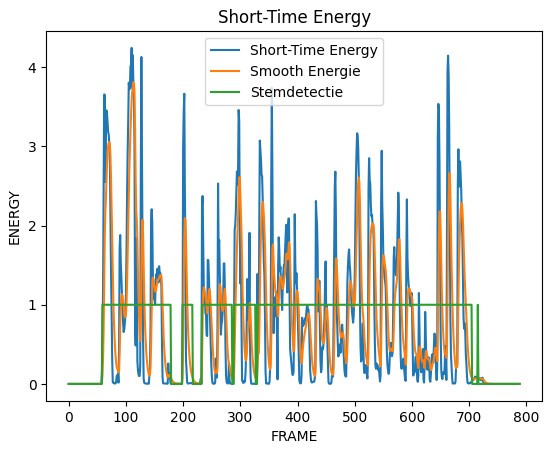 Short-Time Energy
Short-Time Energy
Smooth Energie
Stemdetectie
ENERGY
4
3
2
1
0
0 100 200 300 400 500 600 700 800
FRAME